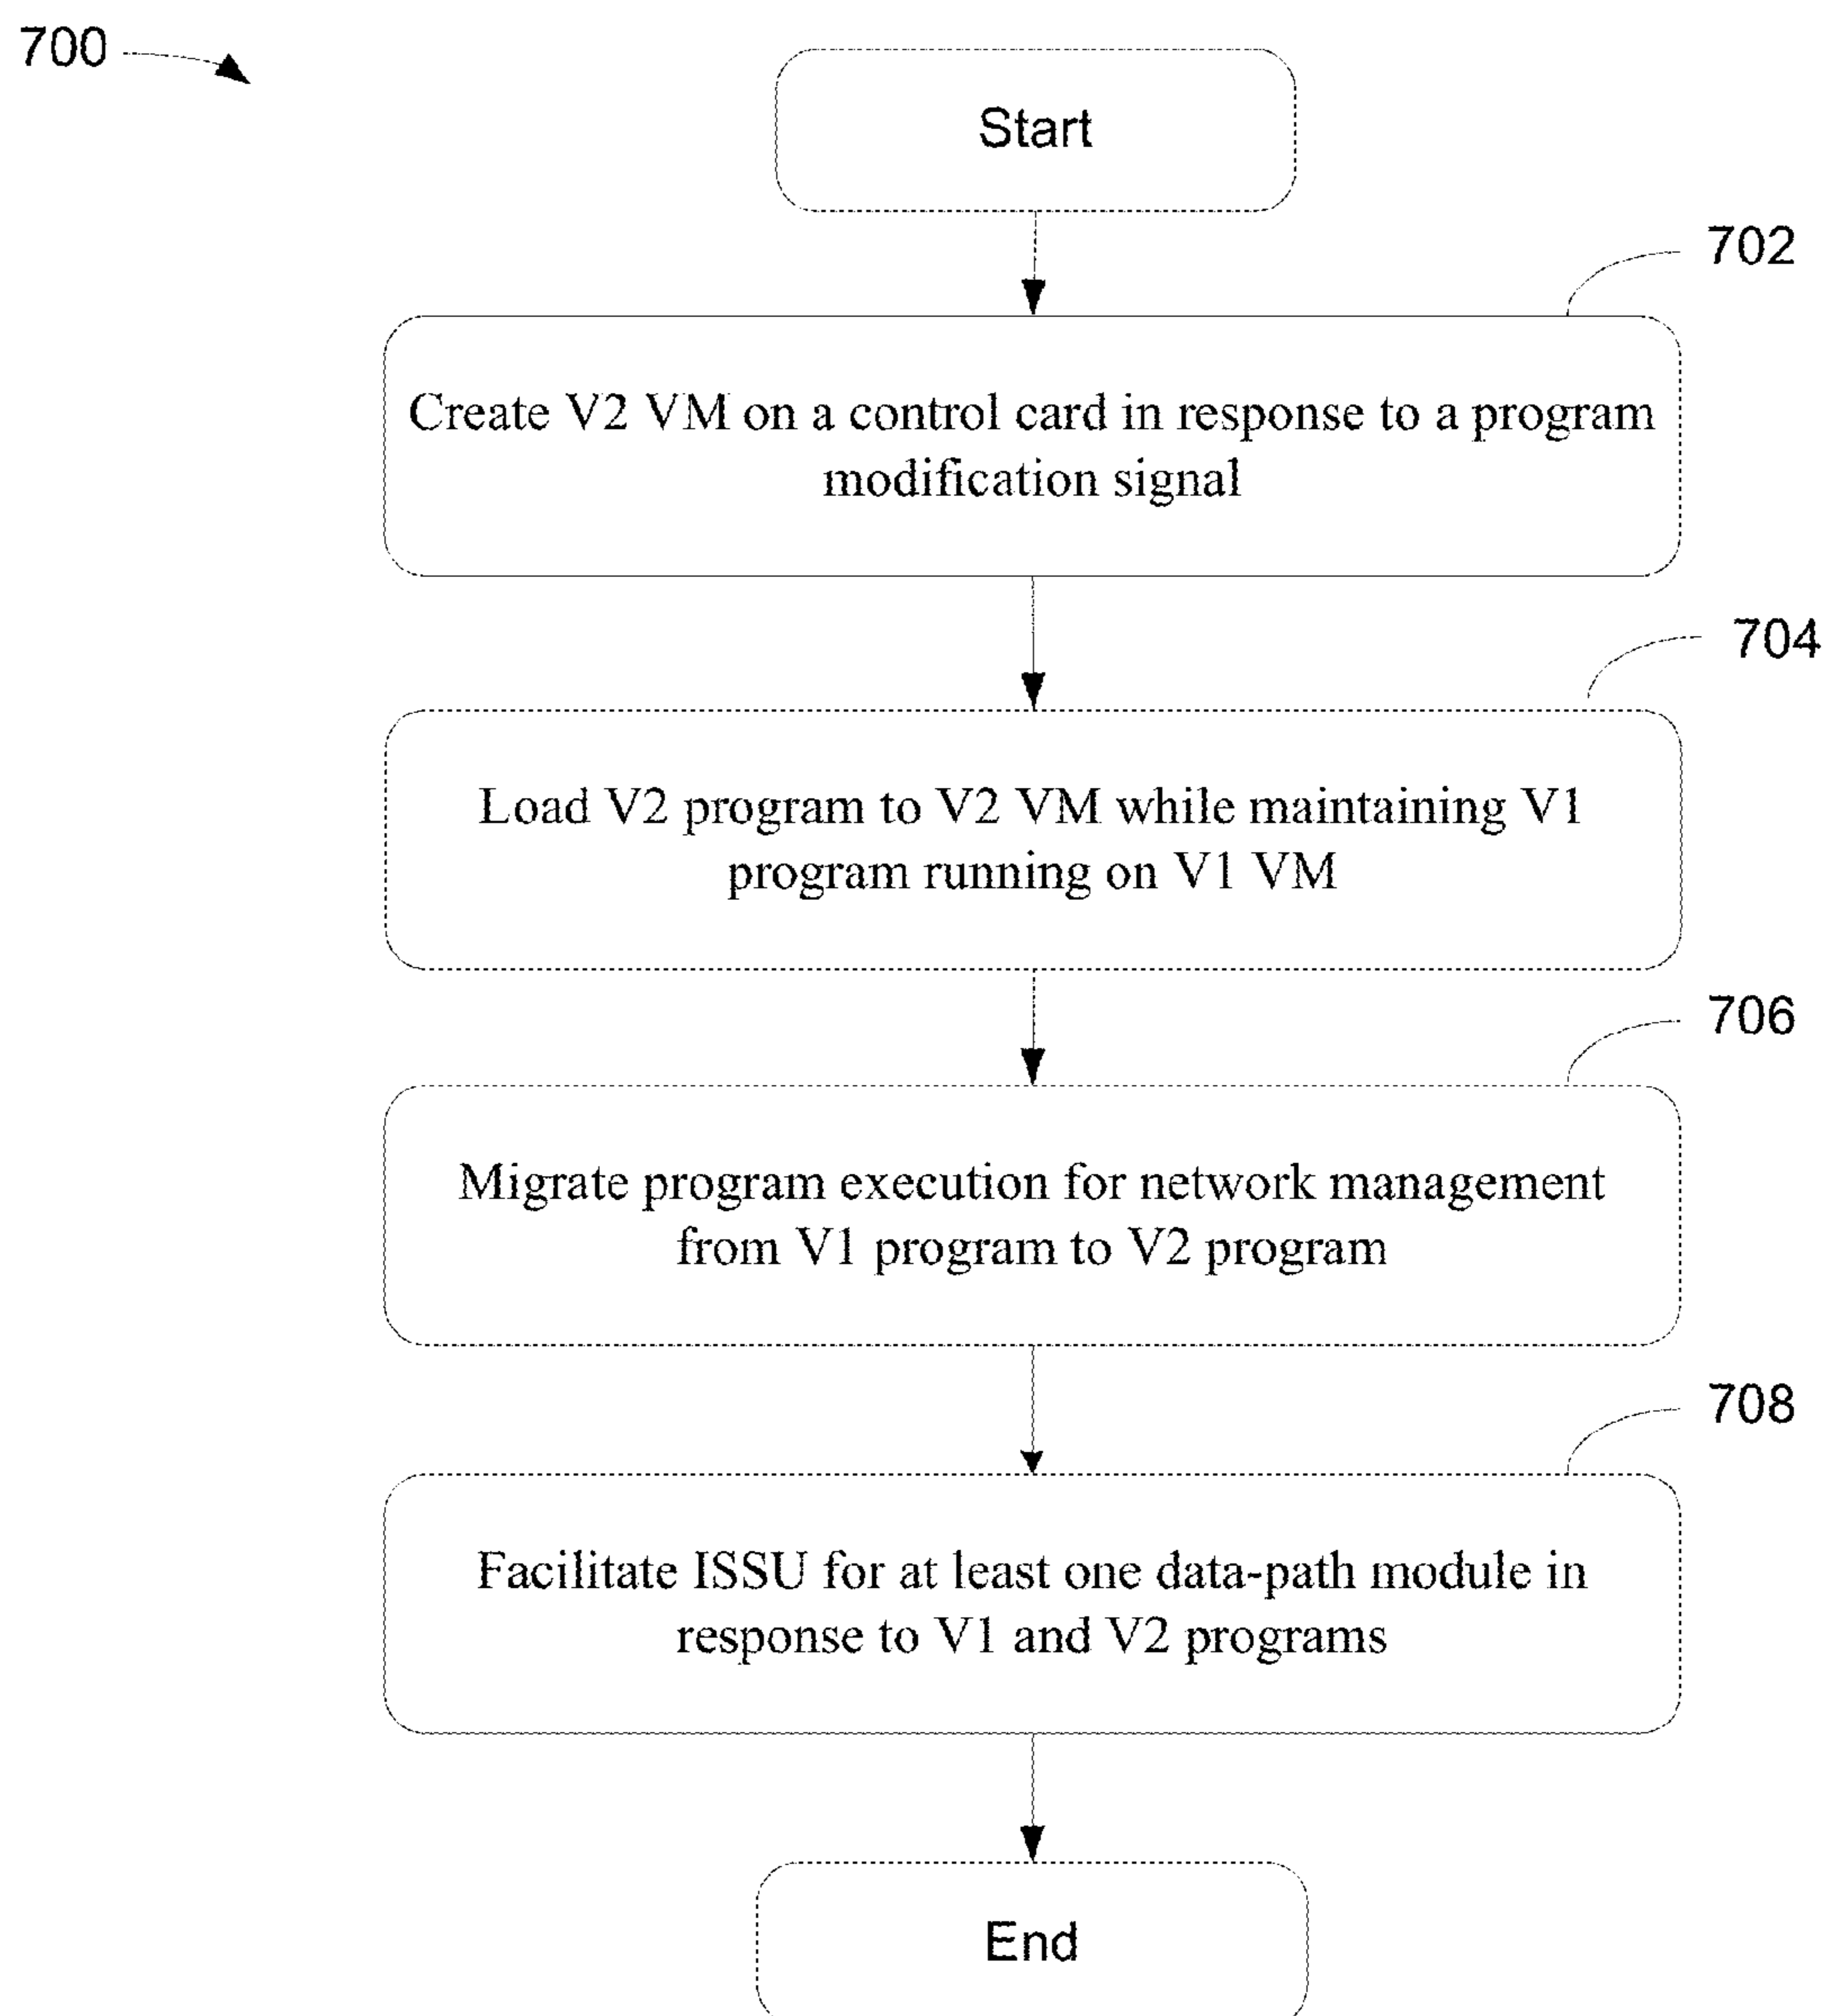 700
Start
702
Create V2 VM on a control card in response to a program
modification signal
704
Load V2 program to V2 VM while maintaining V1
program running on V1 VM
706
Migrate program execution for network management
from V1 program to V2 program
708
Facilitate ISSU for at least one data-path module in
response to V1 and V2 programs
End